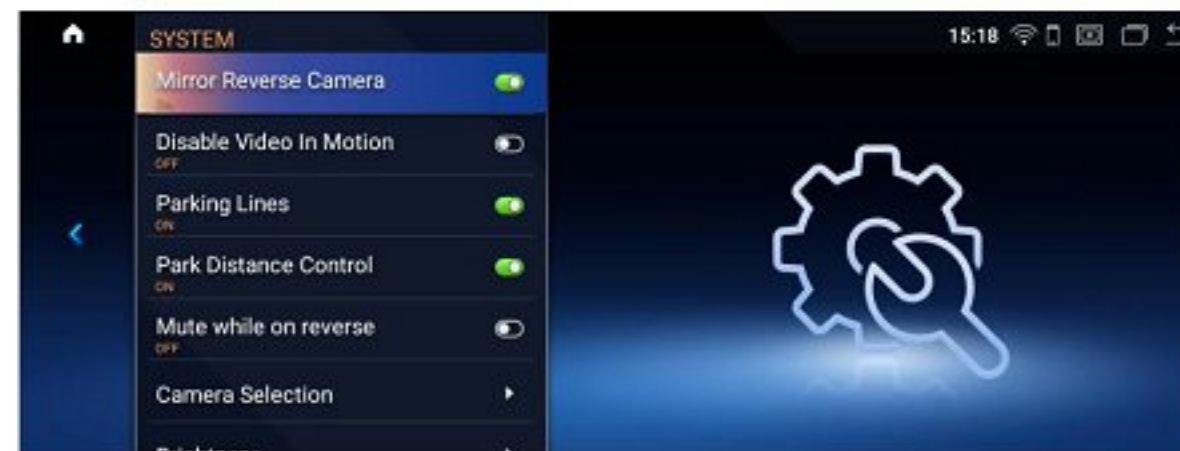 SYSTEM
15:18
Mirror Reverse Camera
Disable Video In Motion
OFF
Parking Lines
ON
Park Distance Control
ON
Mute while on reverse
OFF
Camera Selection